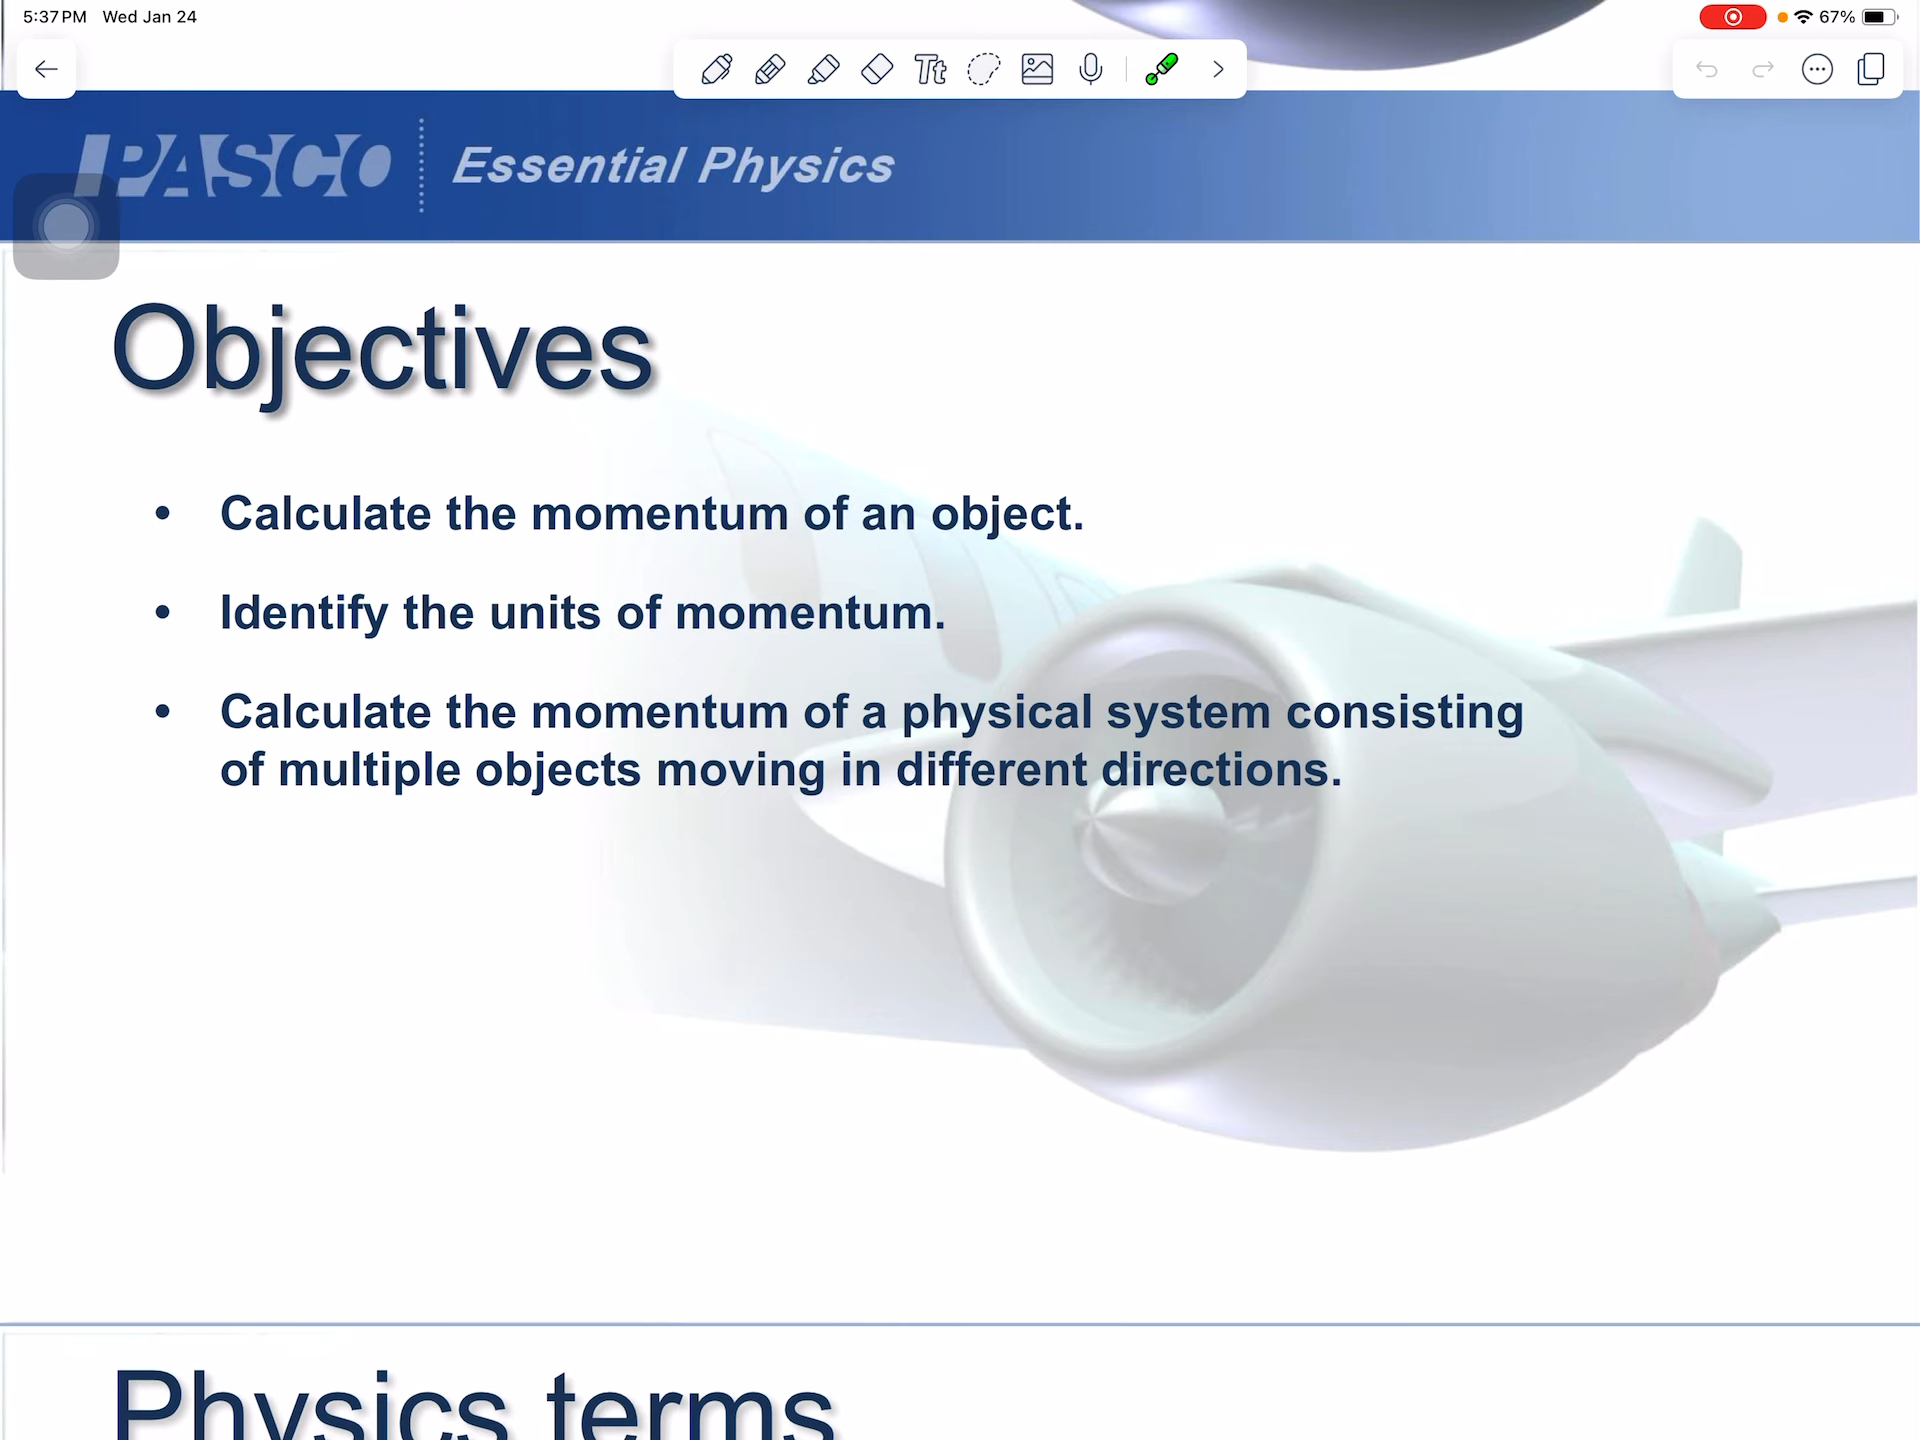 5:37 PM Wed Jan 24
67%
Tt
PASCO Essential Physics
Objectives
• Calculate the momentum of an object.
• Identify the units of momentum.
• Calculate the momentum of a physical system consisting
of multiple objects moving in different directions.
Physics terms